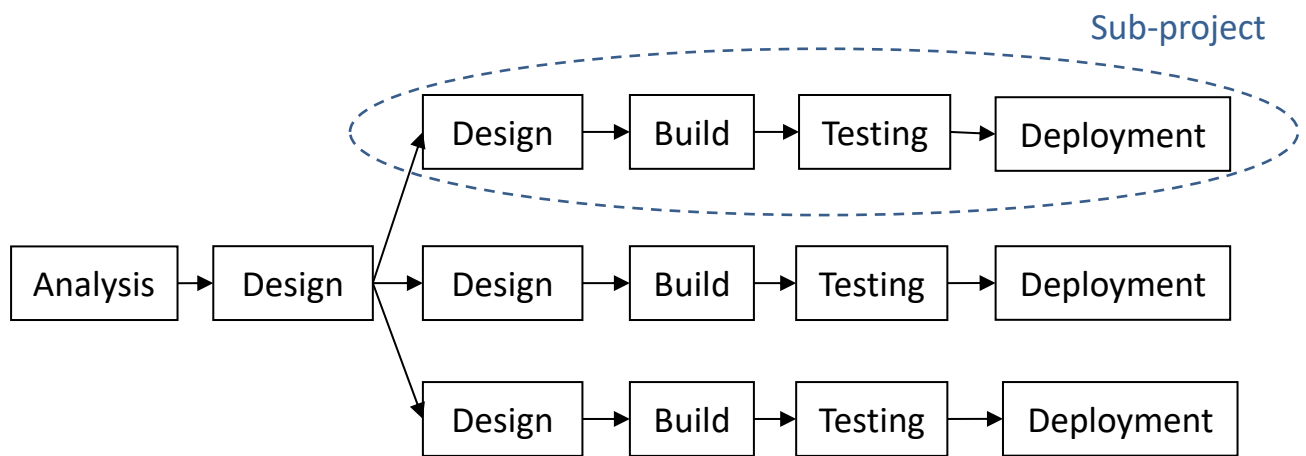 Sub-project
Design Build Testing Deployment
Analysis Design Design Build Testing Deployment
Design Build Testing Deployment